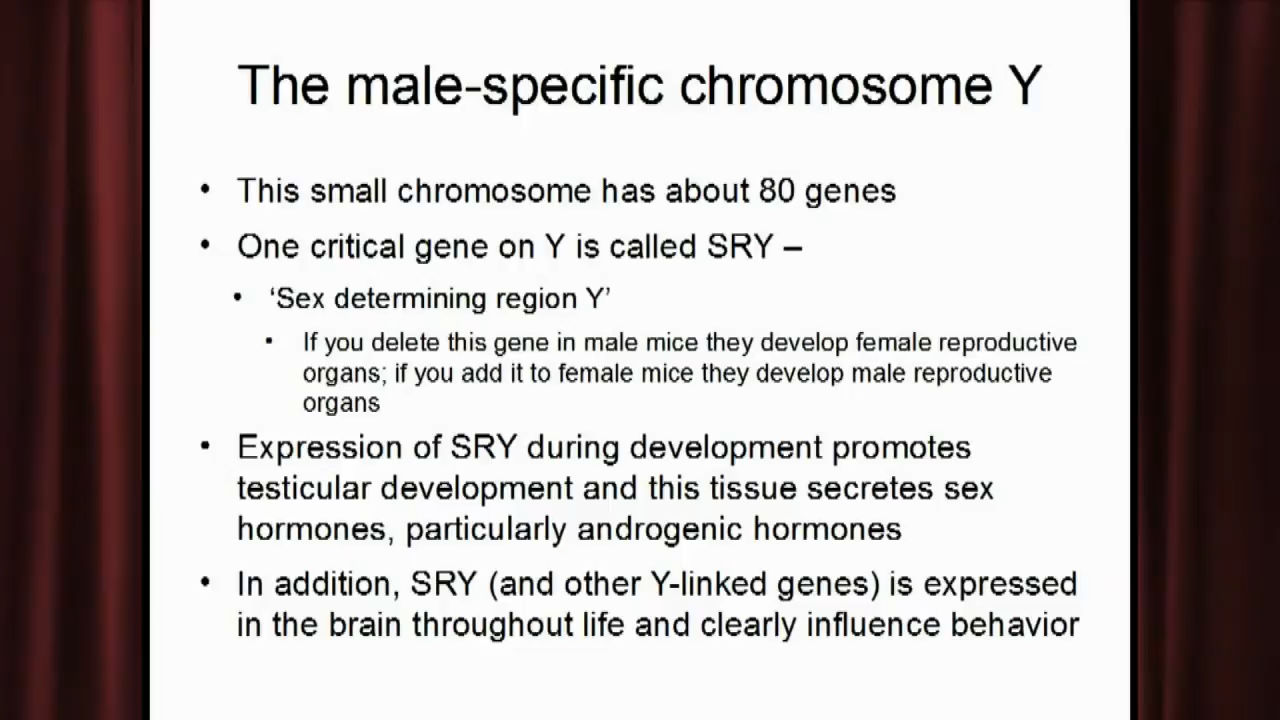 The male-specific chromosome Y
• This small chromosome has about 80 genes
• One critical gene on Y is called SRY –
• ‘Sex determining region Y’
• If you delete this gene in male mice they develop female reproductive
organs; if you add it to female mice they develop male reproductive
organs
• Expression of SRY during development promotes
testicular development and this tissue secretes sex
hormones, particularly androgenic hormones
• In addition, SRY (and other Y-linked genes) is expressed
in the brain throughout life and clearly influence behavior